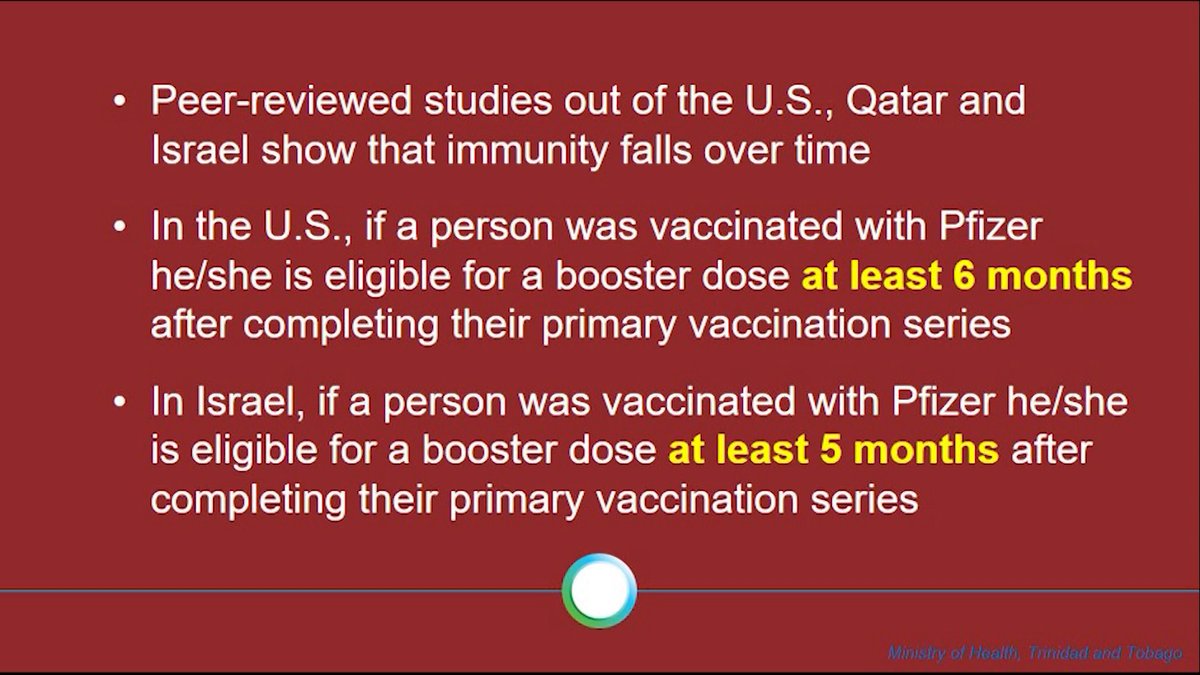 • Peer-reviewed studies out of the U.S., Qatar and
Israel show that immunity falls over time
• In the U.S., if a person was vaccinated with Pfizer
he/she is eligible for a booster dose at least 6 months
after completing their primary vaccination series
• In Israel, if a person was vaccinated with Pfizer he/she
is eligible for a booster dose at least 5 months after
completing their primary vaccination series
Ministry of Health, Trinidad and Tobago